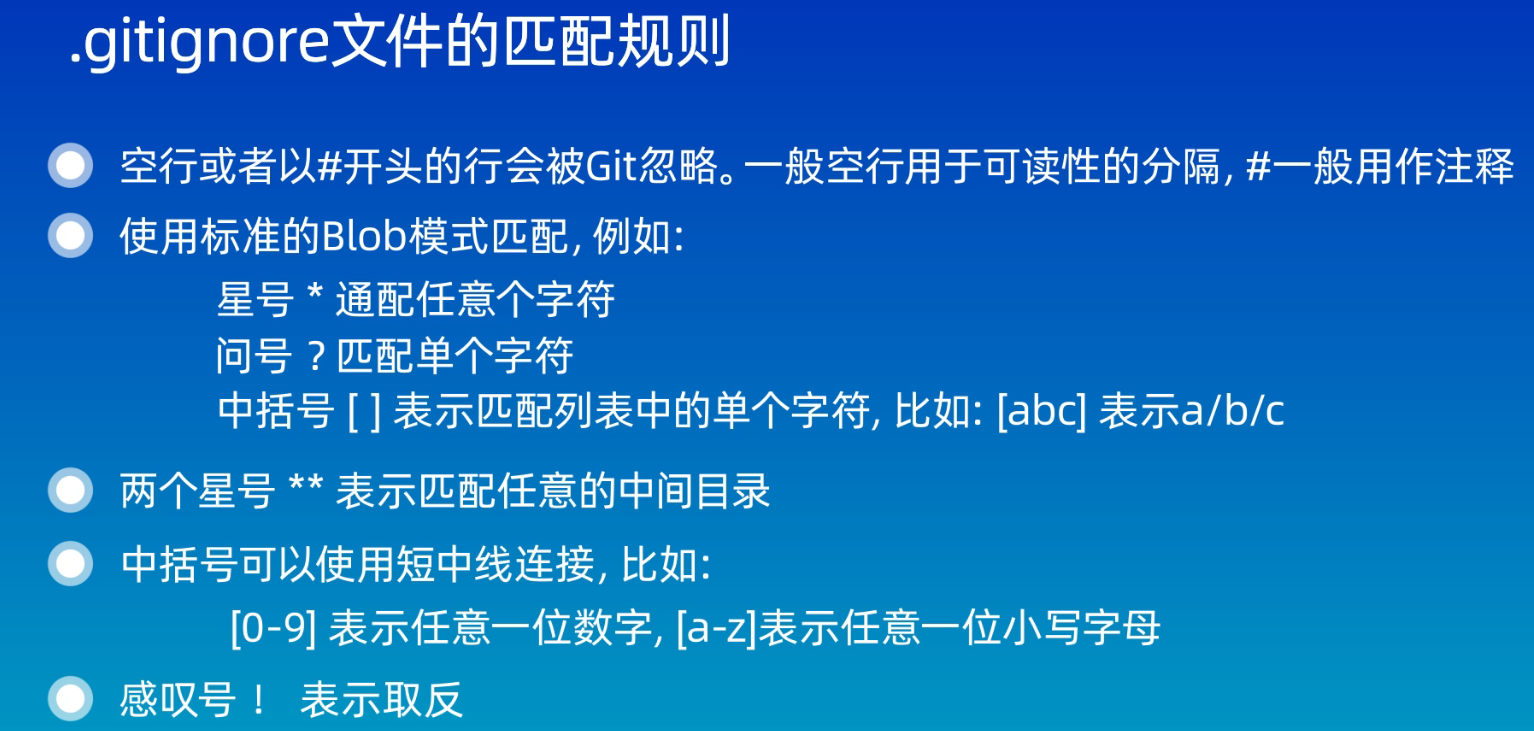 .gitignore文件的匹配规则
空行或者以#开头的行会被Git忽略。一般空行用于可读性的分隔, #一般用作注释
使用标准的Blob模式匹配, 例如:
星号 * 通配任意个字符
问号 ? 匹配单个字符
中括号 [ ] 表示匹配列表中的单个字符, 比如: [abc] 表示a/b/c
两个星号 ** 表示匹配任意的中间目录
中括号可以使用短中线连接, 比如:
[0-9] 表示任意一位数字, [a-z]表示任意一位小写字母
感叹号 ！ 表示取反